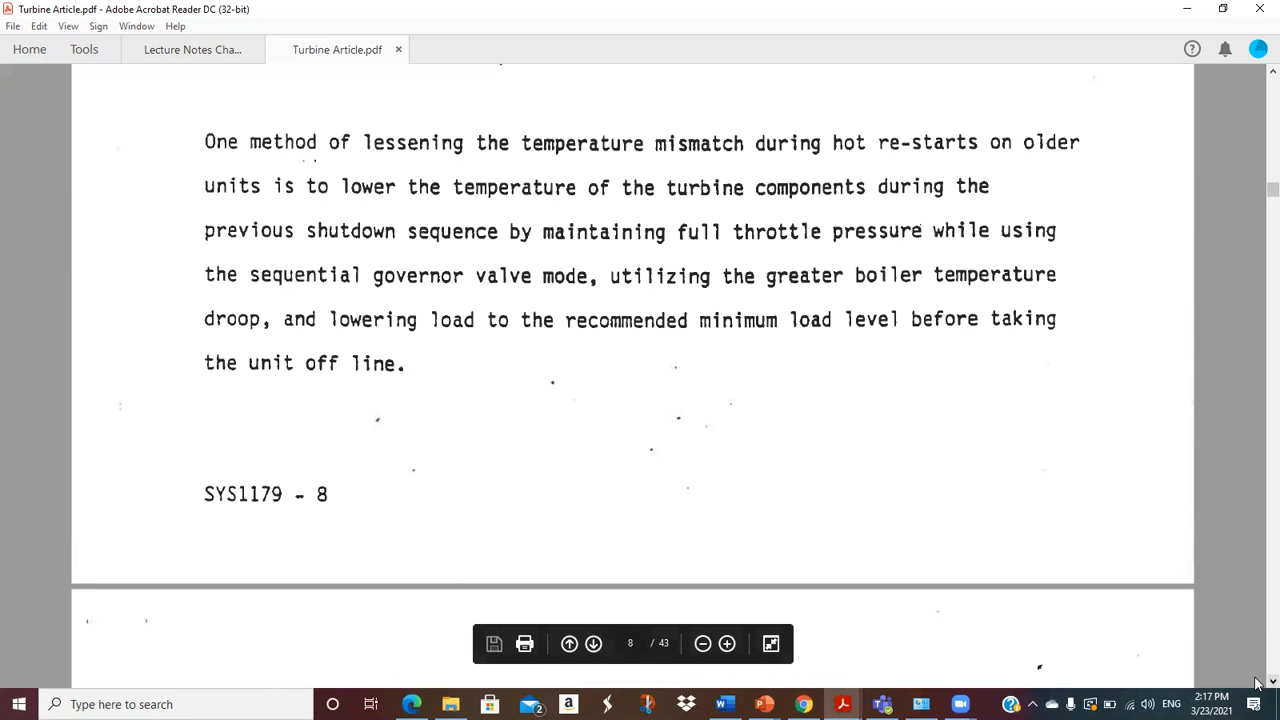 Turbine Article.pdf - Adobe Acrobat Reader DC (32-bit)
File Edit View Sign Window Help
Home Tools Lecture Notes Cha... Turbine Article.pdf ×
One method of lessening the temperature mismatch during hot re-starts on older
units is to lower the temperature of the turbine components during the
previous shutdown sequence by maintaining full throttle pressure while using
the sequential governor valve mode, utilizing the greater boiler temperature
droop, and lowering load to the recommended minimum load level before taking
the unit off line.
SYS1179 - 8
8 / 43
Type here to search
2
ENG
2:17 PM
3/23/2021